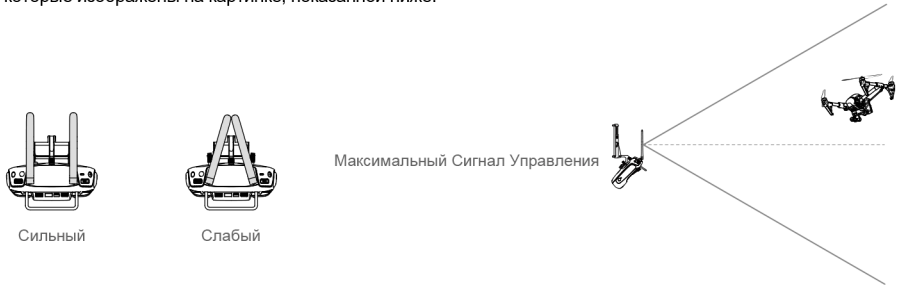 которые изображены на картинке, показанной ниже.
Максимальный Сигнал Управления
Сильный
Слабый